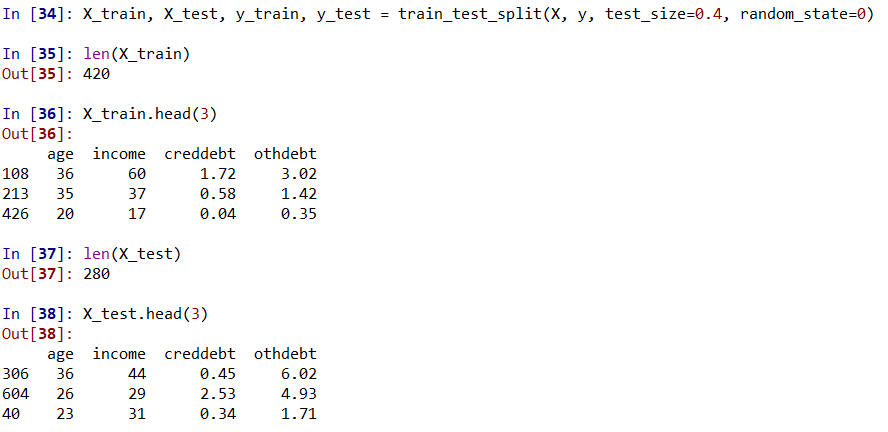 In [34]: X_train, X_test, y_train, y_test = train_test_split(X, y, test_size=0.4, random_state=0)
In [35]: len(X_train)
Out[35]: 420
In [36]: X_train.head(3)
Out[36]:
     age  income  creddebt  othdebt
108   36      60      1.72     3.02
213   35      37      0.58     1.42
426   20      17      0.04     0.35
In [37]: len(X_test)
Out[37]: 280
In [38]: X_test.head(3)
Out[38]:
     age  income  creddebt  othdebt
306   36      44      0.45     6.02
604   26      29      2.53     4.93
40    23      31      0.34     1.71